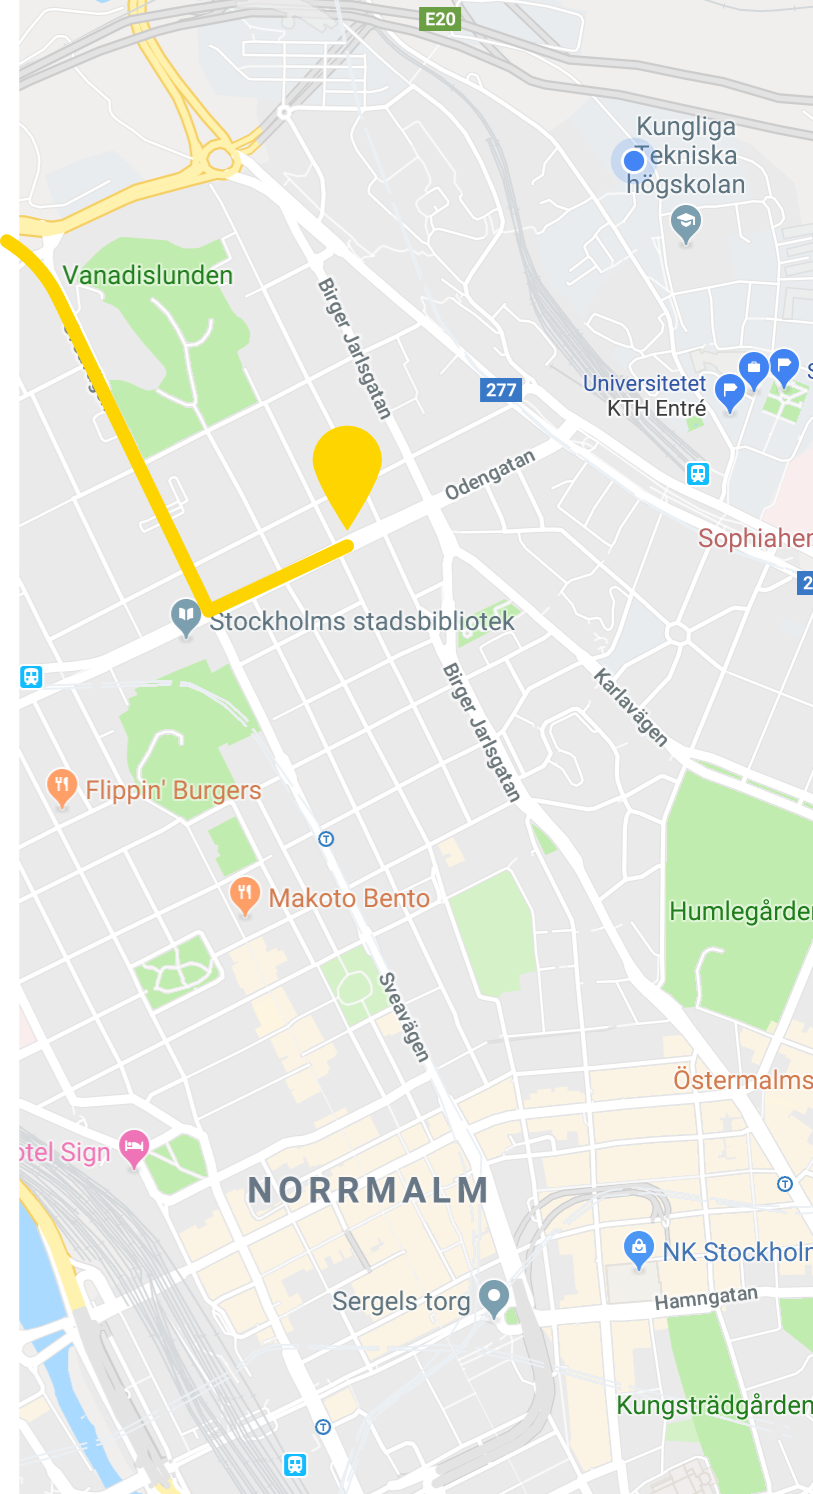 E20
Kungliga
Tekniska
högskolan
Vanadislunden
Birger Jarlsgatan
277
Universitetet
KTH Entré
S
Odengatan
Sophiahem
2
Stockholms stadsbibliotek
Birger Jarlsgatan
Karlavägen
Flippin' Burgers
T
Makoto Bento
Humlegården
Sveavägen
Östermalms
otel Sign
NORRMALM
T
NK Stockholm
Sergels torg
Hamngatan
Kungsträdgården
T